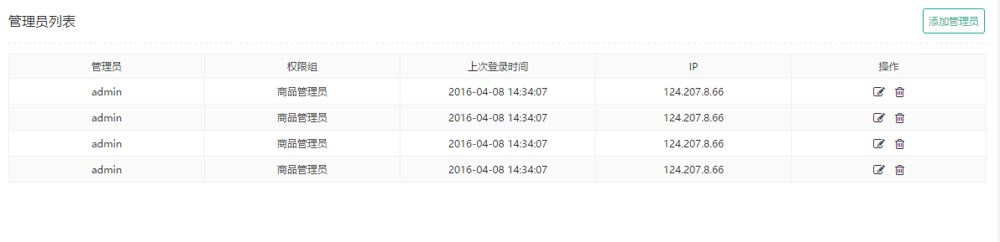 管理员列表 添加管理员
管理员 权限组 上次登录时间 IP 操作
admin 商品管理员 2016-04-08 14:34:07 124.207.8.66
admin 商品管理员 2016-04-08 14:34:07 124.207.8.66
admin 商品管理员 2016-04-08 14:34:07 124.207.8.66
admin 商品管理员 2016-04-08 14:34:07 124.207.8.66